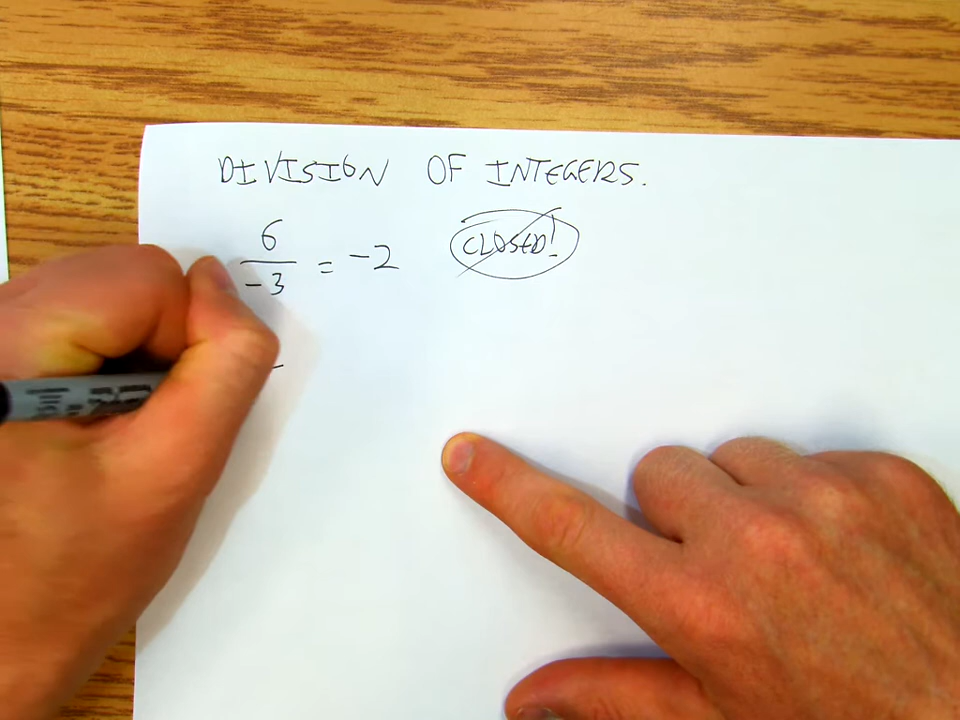 DIVISION OF INTEGERS.
6/-3 = -2 CLOSED!